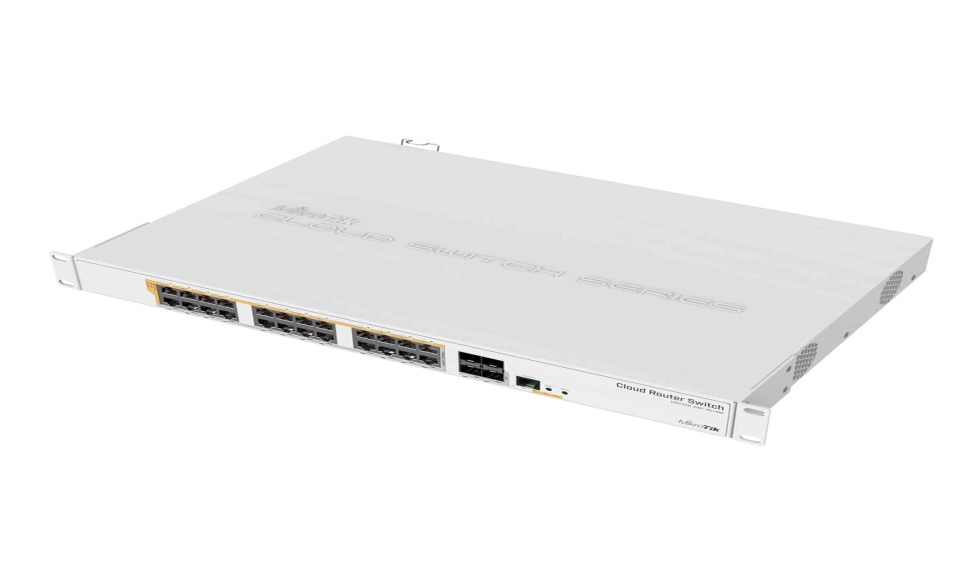 MikroTik
CLOUD SWITCH SERIES
Cloud Router Switch
MikroTik